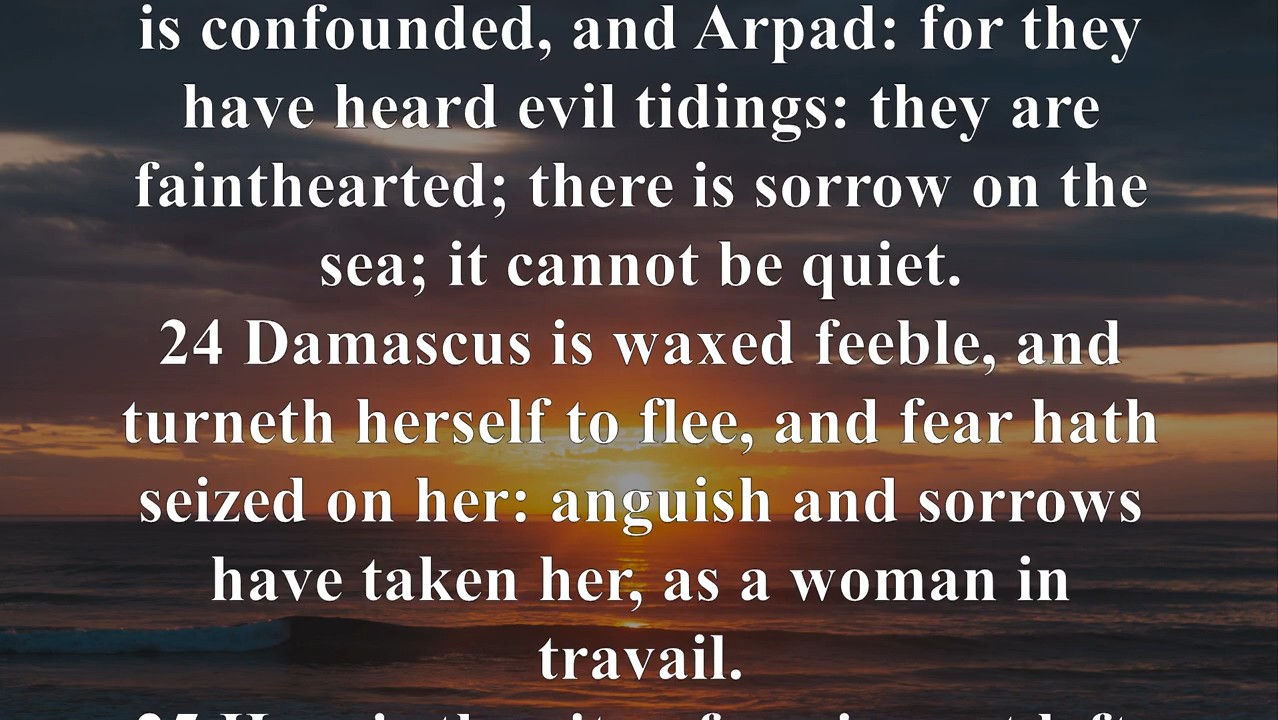 is confounded, and Arpad: for they
have heard evil tidings: they are
fainthearted; there is sorrow on the
sea; it cannot be quiet.
24 Damascus is waxed feeble, and
turneth herself to flee, and fear hath
seized on her: anguish and sorrows
have taken her, as a woman in
travail.